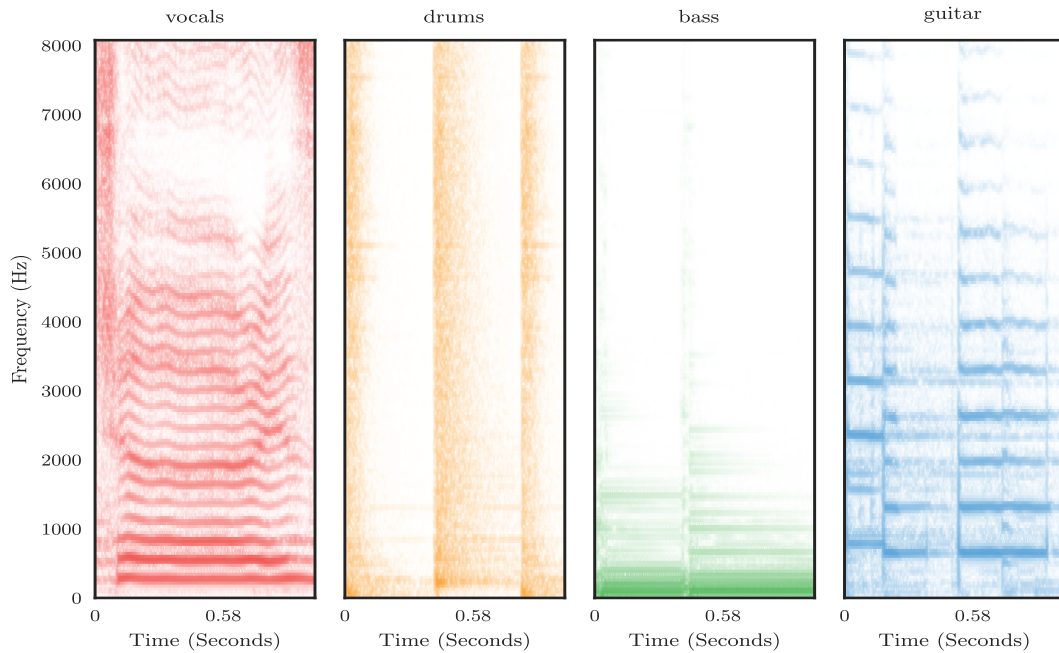 vocals drums bass guitar
8000
7000
6000
5000
4000
3000
2000
1000
0
Frequency (Hz)
0 0.58 0 0.58 0 0.58 0 0.58
Time (Seconds) Time (Seconds) Time (Seconds) Time (Seconds)